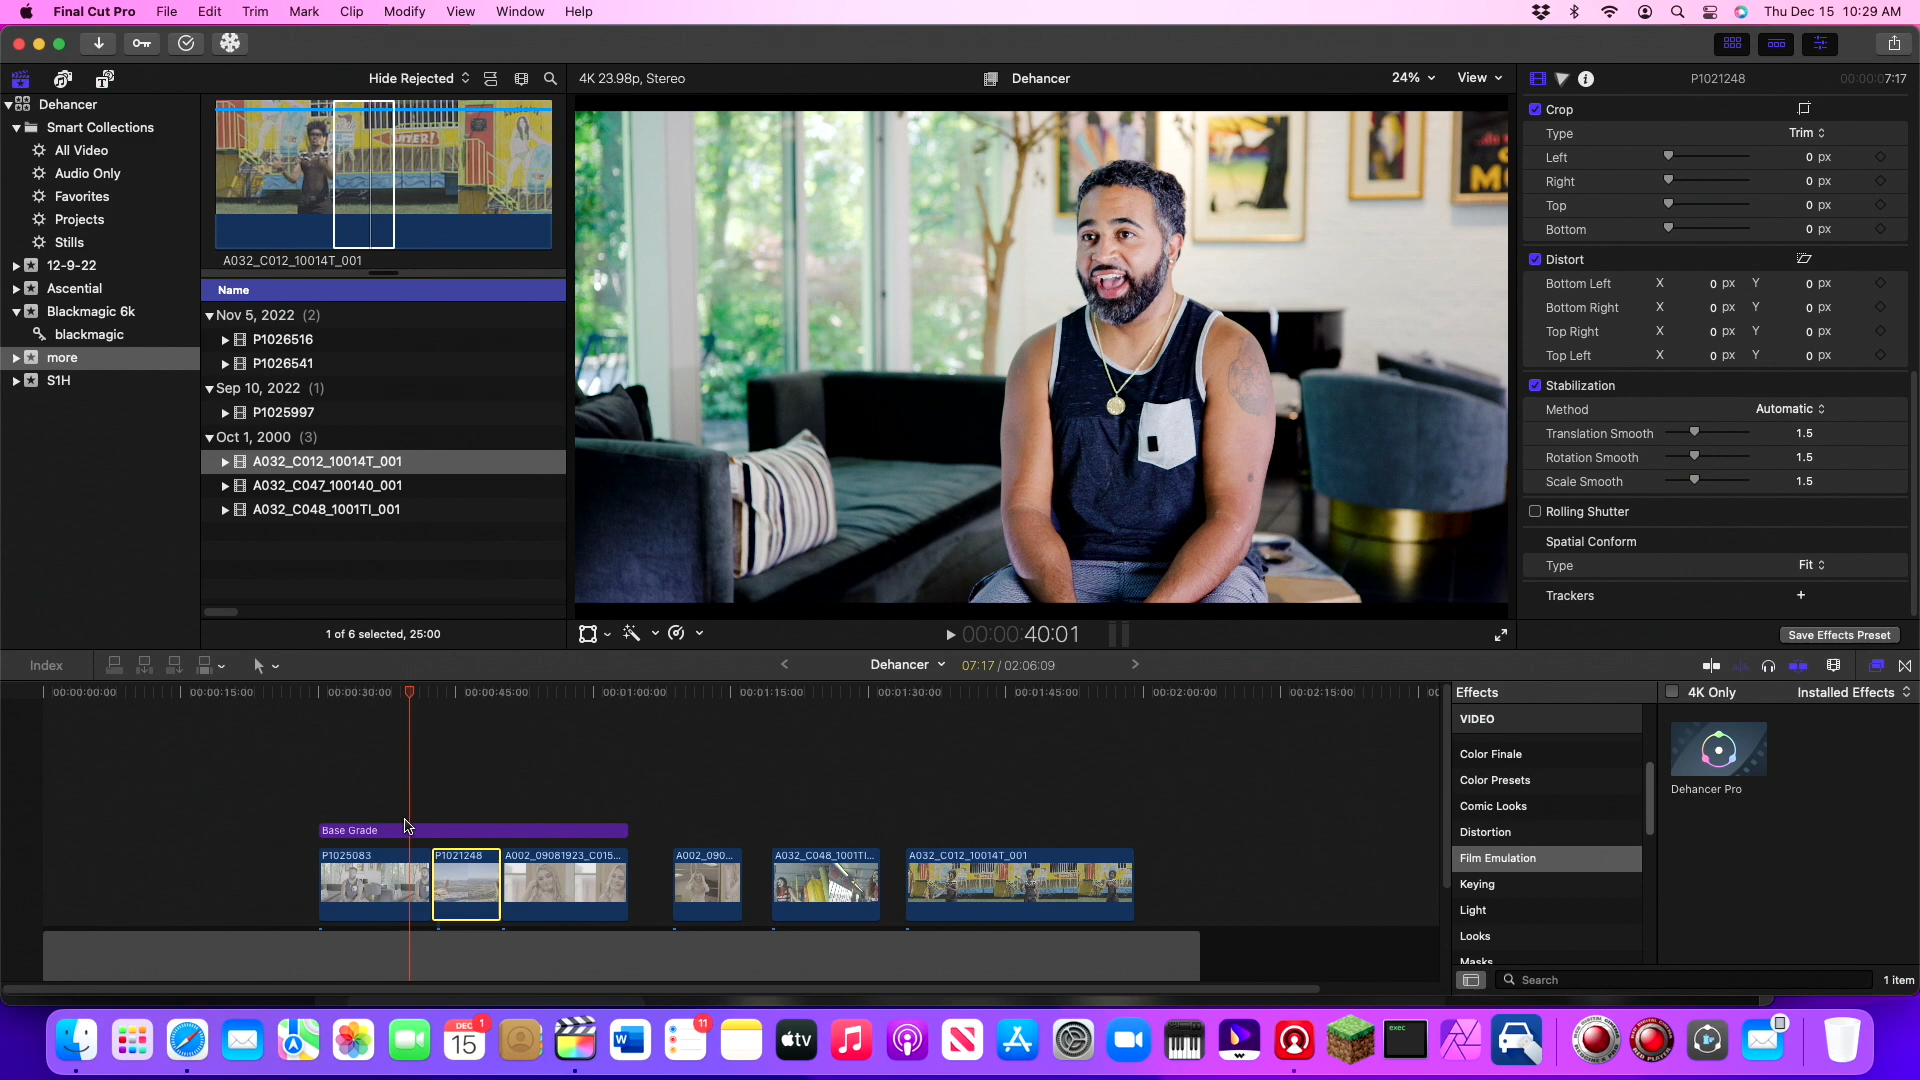 Final Cut Pro File Edit Trim Mark Clip Modify View Window Help Thu Dec 15 10:29 AM
Hide Rejected 4K 23.98p, Stereo Dehancer 24% View P1021248 00:00:07:17
Dehancer
Smart Collections
All Video
Audio Only
Favorites
Projects
Stills
12-9-22
Ascential
Blackmagic 6k
blackmagic
more
S1H
A032_C012_10014T_001
Name
Nov 5, 2022 (2)
P1026516
P1026541
Sep 10, 2022 (1)
P1025997
Oct 1, 2000 (3)
A032_C012_10014T_001
A032_C047_100140_001
A032_C048_1001TI_001
1 of 6 selected, 25:00
00:00:00:40:01
Crop
Type Trim
Left 0 px
Right 0 px
Top 0 px
Bottom 0 px
Distort
Bottom Left X 0 px Y 0 px
Bottom Right X 0 px Y 0 px
Top Right X 0 px Y 0 px
Top Left X 0 px Y 0 px
Stabilization
Method Automatic
Translation Smooth 1.5
Rotation Smooth 1.5
Scale Smooth 1.5
Rolling Shutter
Spatial Conform
Type Fit
Trackers +
Save Effects Preset
Index Dehancer 07:17 / 02:06:09
00:00:00:00 00:00:15:00 00:00:30:00 00:00:45:00 00:01:00:00 00:01:15:00 00:01:30:00 00:01:45:00 00:02:00:00 00:02:15:00
Base Grade
P1025083 P1021248 A002_09081923_C015... A002_090... A032_C048_1001TI... A032_C012_10014T_001
Effects 4K Only Installed Effects
VIDEO
Color Finale
Color Presets
Comic Looks
Distortion
Film Emulation
Keying
Light
Looks
Masks
Dehancer Pro
Search 1 item
DEC 15 1
11
tv
exec